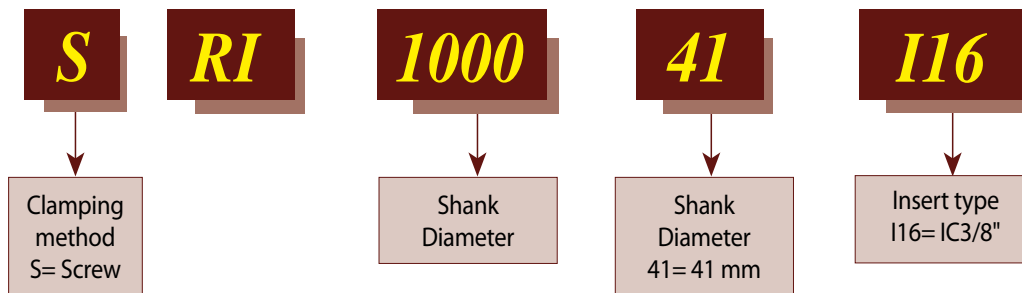 S RI 1000 41 I16
Clamping
method
S= Screw
Shank
Diameter
Shank
Diameter
41= 41 mm
Insert type
I16= IC3/8"